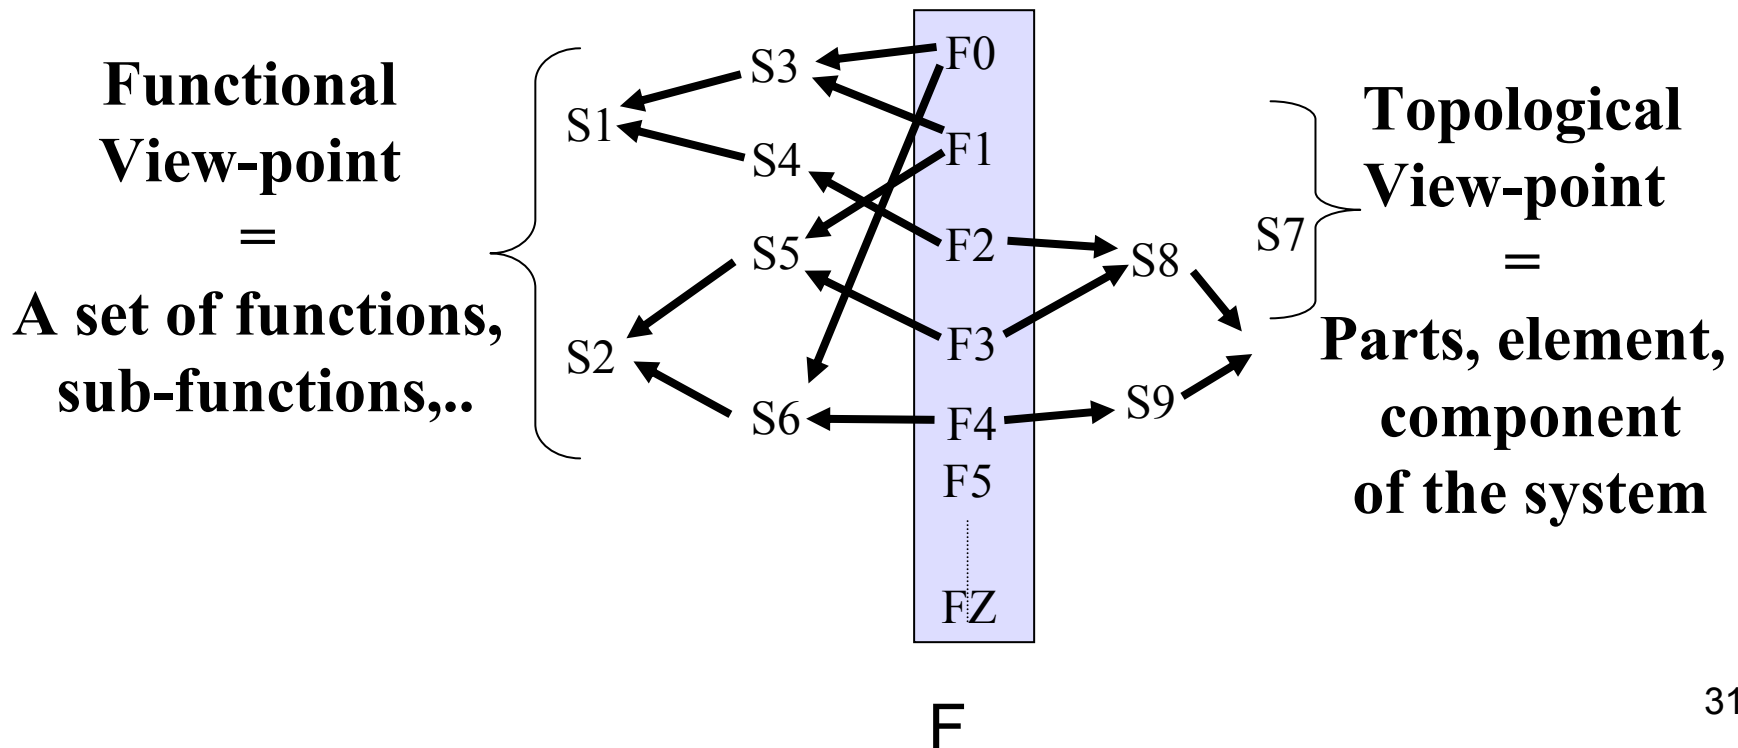 Functional
View-point
=
A set of functions,
sub-functions,..
S1
S2
S3
S4
S5
S6
F0
F1
F2
F3
F4
F5
FZ
F
S8
S9
S7
Topological
View-point
=
Parts, element,
component
of the system
31